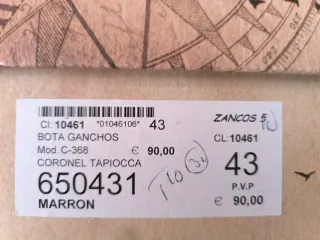 Cl: 10461 *01046106* 43
BOTA GANCHOS
Mod. C-368 € 90,00
CORONEL TAPIOCCA
650431
MARRON
ZANCOS 5
CL:10461
43
P.V.P
€ 90,00